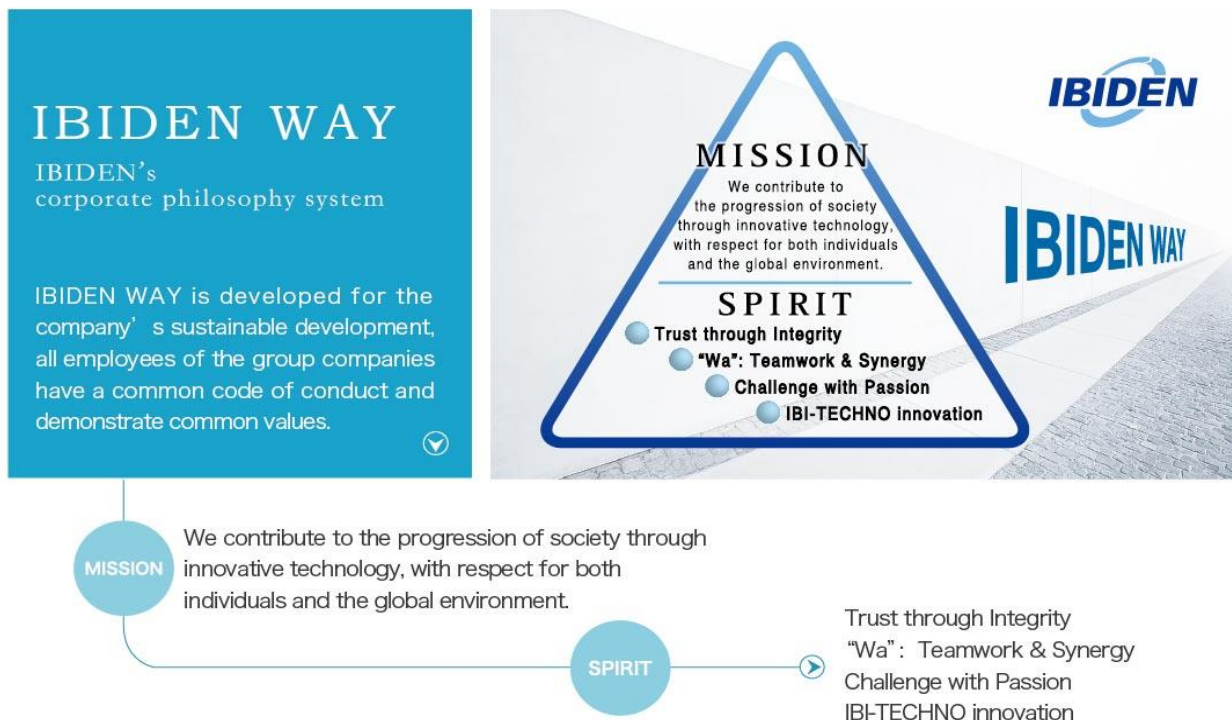 IBIDEN WAY
IBIDEN's
corporate philosophy system
IBIDEN WAY is developed for the
company’ s sustainable development,
all employees of the group companies
have a common code of conduct and
demonstrate common values.
MISSION
We contribute to
the progression of society
through innovative technology,
with respect for both individuals
and the global environment.
SPIRIT
Trust through Integrity
“Wa”: Teamwork & Synergy
Challenge with Passion
IBI-TECHNO innovation
IBIDEN
IBIDEN WAY
MISSION
We contribute to the progression of society through
innovative technology, with respect for both
individuals and the global environment.
SPIRIT
Trust through Integrity
“Wa”: Teamwork & Synergy
Challenge with Passion
IBI-TECHNO innovation